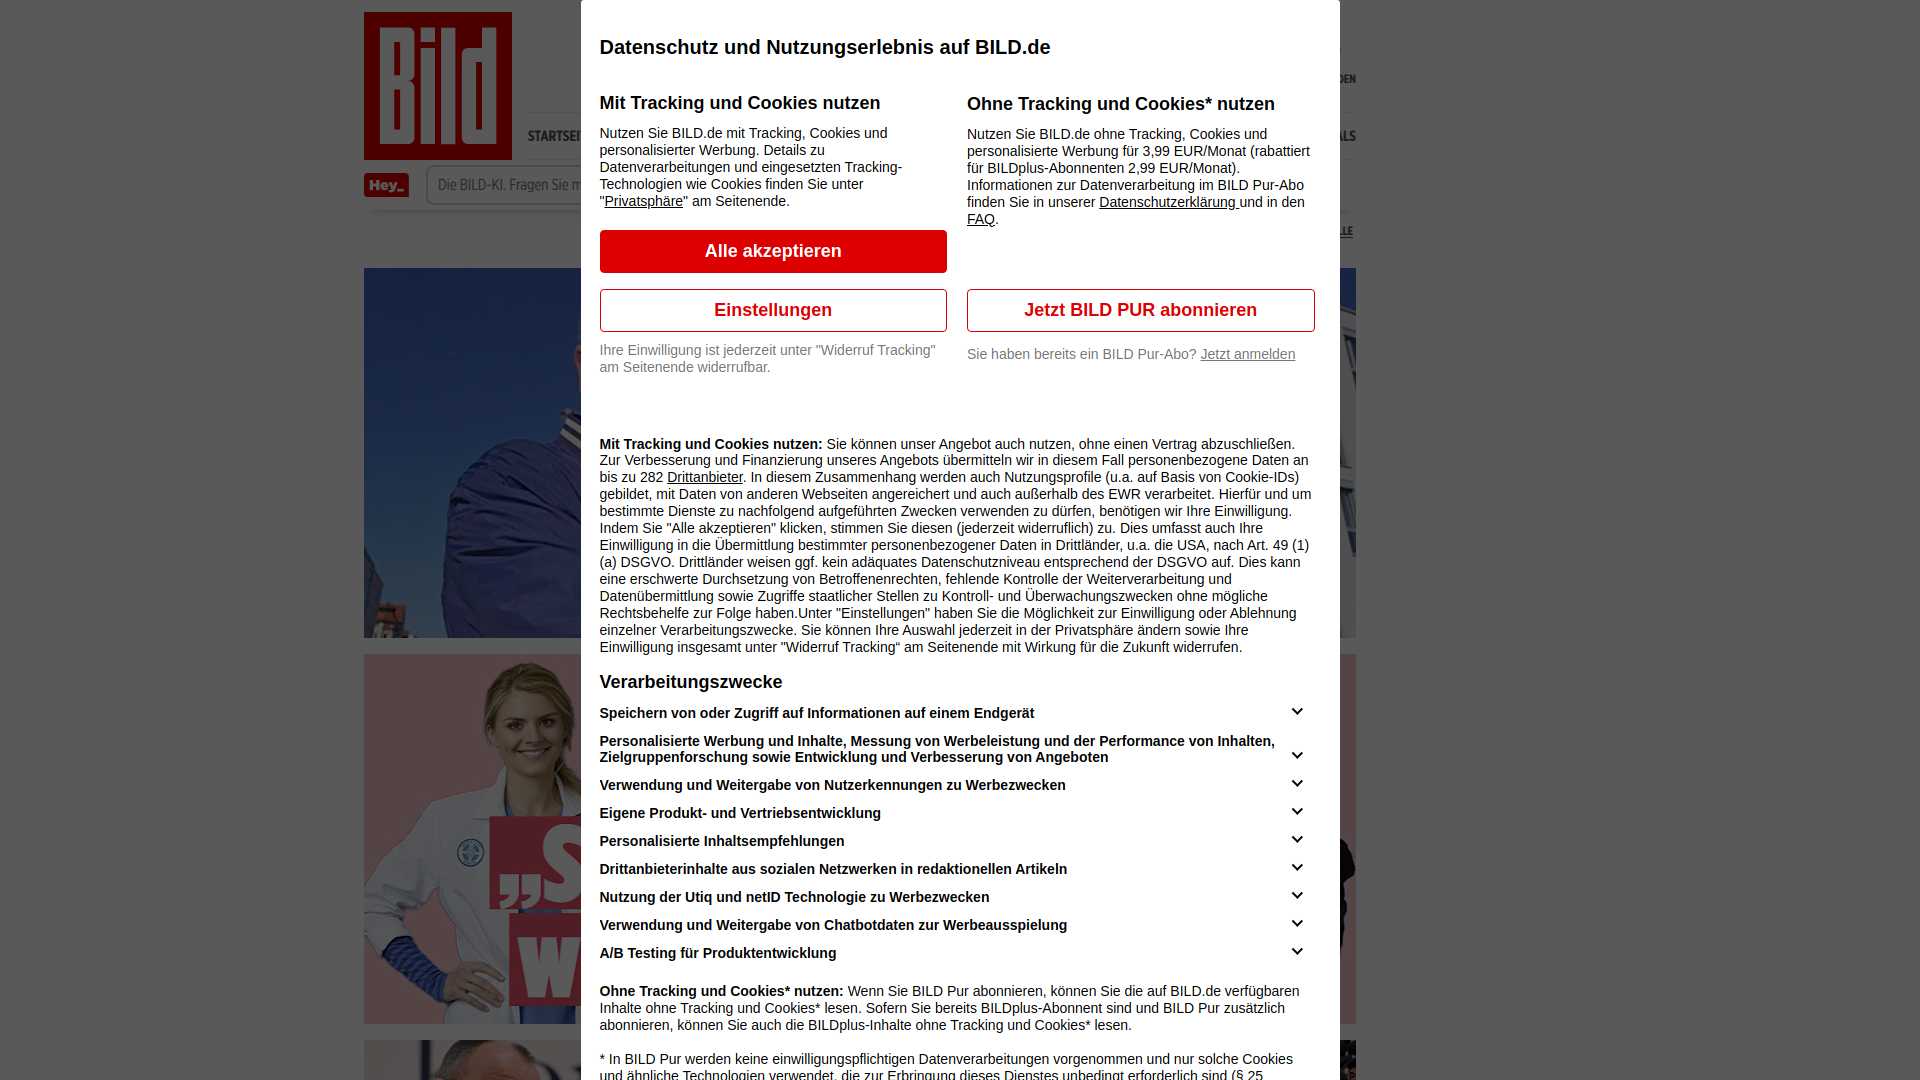 Bild
DEN
STARTSEI
ALS
Hey_
Die BILD-KI. Fragen Sie m
LLE
„S
W
Datenschutz und Nutzungserlebnis auf BILD.de
Mit Tracking und Cookies nutzen
Nutzen Sie BILD.de mit Tracking, Cookies und
personalisierter Werbung. Details zu
Datenverarbeitungen und eingesetzten Tracking-
Technologien wie Cookies finden Sie unter
"Privatsphäre" am Seitenende.
Alle akzeptieren
Einstellungen
Ihre Einwilligung ist jederzeit unter "Widerruf Tracking"
am Seitenende widerrufbar.
Ohne Tracking und Cookies* nutzen
Nutzen Sie BILD.de ohne Tracking, Cookies und
personalisierte Werbung für 3,99 EUR/Monat (rabattiert
für BILDplus-Abonnenten 2,99 EUR/Monat).
Informationen zur Datenverarbeitung im BILD Pur-Abo
finden Sie in unserer Datenschutzerklärung und in den
FAQ.
Jetzt BILD PUR abonnieren
Sie haben bereits ein BILD Pur-Abo? Jetzt anmelden
Mit Tracking und Cookies nutzen: Sie können unser Angebot auch nutzen, ohne einen Vertrag abzuschließen.
Zur Verbesserung und Finanzierung unseres Angebots übermitteln wir in diesem Fall personenbezogene Daten an
bis zu 282 Drittanbieter. In diesem Zusammenhang werden auch Nutzungsprofile (u.a. auf Basis von Cookie-IDs)
gebildet, mit Daten von anderen Webseiten angereichert und auch außerhalb des EWR verarbeitet. Hierfür und um
bestimmte Dienste zu nachfolgend aufgeführten Zwecken verwenden zu dürfen, benötigen wir Ihre Einwilligung.
Indem Sie "Alle akzeptieren" klicken, stimmen Sie diesen (jederzeit widerruflich) zu. Dies umfasst auch Ihre
Einwilligung in die Übermittlung bestimmter personenbezogener Daten in Drittländer, u.a. die USA, nach Art. 49 (1)
(a) DSGVO. Drittländer weisen ggf. kein adäquates Datenschutzniveau entsprechend der DSGVO auf. Dies kann
eine erschwerte Durchsetzung von Betroffenenrechten, fehlende Kontrolle der Weiterverarbeitung und
Datenübermittlung sowie Zugriffe staatlicher Stellen zu Kontroll- und Überwachungszwecken ohne mögliche
Rechtsbehelfe zur Folge haben.Unter "Einstellungen" haben Sie die Möglichkeit zur Einwilligung oder Ablehnung
einzelner Verarbeitungszwecke. Sie können Ihre Auswahl jederzeit in der Privatsphäre ändern sowie Ihre
Einwilligung insgesamt unter "Widerruf Tracking“ am Seitenende mit Wirkung für die Zukunft widerrufen.
Verarbeitungszwecke
Speichern von oder Zugriff auf Informationen auf einem Endgerät
Personalisierte Werbung und Inhalte, Messung von Werbeleistung und der Performance von Inhalten,
Zielgruppenforschung sowie Entwicklung und Verbesserung von Angeboten
Verwendung und Weitergabe von Nutzerkennungen zu Werbezwecken
Eigene Produkt- und Vertriebsentwicklung
Personalisierte Inhaltsempfehlungen
Drittanbieterinhalte aus sozialen Netzwerken in redaktionellen Artikeln
Nutzung der Utiq und netID Technologie zu Werbezwecken
Verwendung und Weitergabe von Chatbotdaten zur Werbeausspielung
A/B Testing für Produktentwicklung
Ohne Tracking und Cookies* nutzen: Wenn Sie BILD Pur abonnieren, können Sie die auf BILD.de verfügbaren
Inhalte ohne Tracking und Cookies* lesen. Sofern Sie bereits BILDplus-Abonnent sind und BILD Pur zusätzlich
abonnieren, können Sie auch die BILDplus-Inhalte ohne Tracking und Cookies* lesen.
* In BILD Pur werden keine einwilligungspflichtigen Datenverarbeitungen vorgenommen und nur solche Cookies
und ähnliche Technologien verwendet, die zur Erbringung dieses Dienstes unbedingt erforderlich sind (§ 25